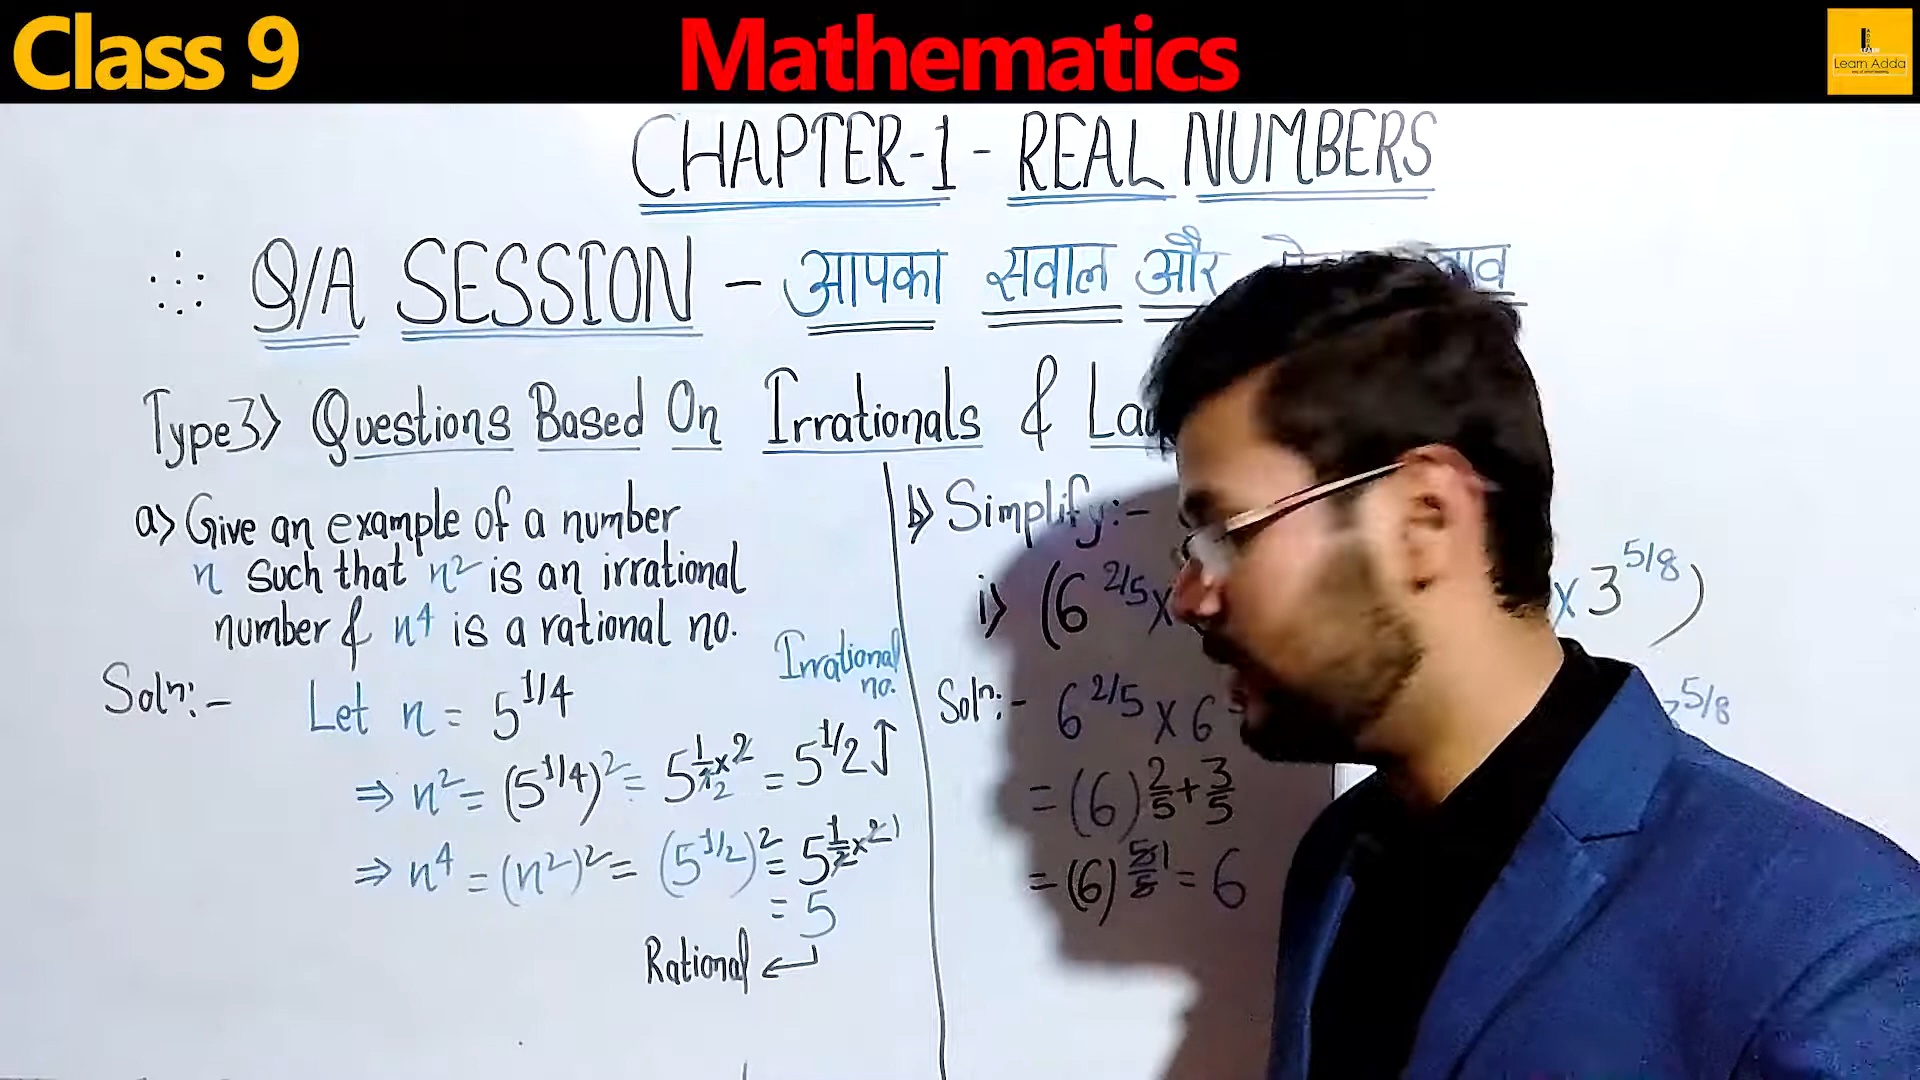 Class 9
Mathematics
LEARN ADDA
Learn Adda
CHAPTER-1 - REAL NUMBERS
Q/A SESSION - आपका सवाल और
Type3> Questions Based On Irrationals &
a> Give an example of a number
n such that n² is an irrational
number & n⁴ is a rational no.
Solⁿ:- Let n = 5^1/4
Irrational no.
⇒ n² = (5^1/4)² = 5^1/4×2 = 5^1/2
⇒ n⁴ = (n²)² = (5^1/2)² = 5^1/2×2
= 5
Rational
b> Simplify:-
i> (6^2/5 × × 3^5/8)
Solⁿ:- 6^2/5 × 6 5/8
= (6)^2/5+3/5
= (6)^5/5 = 6